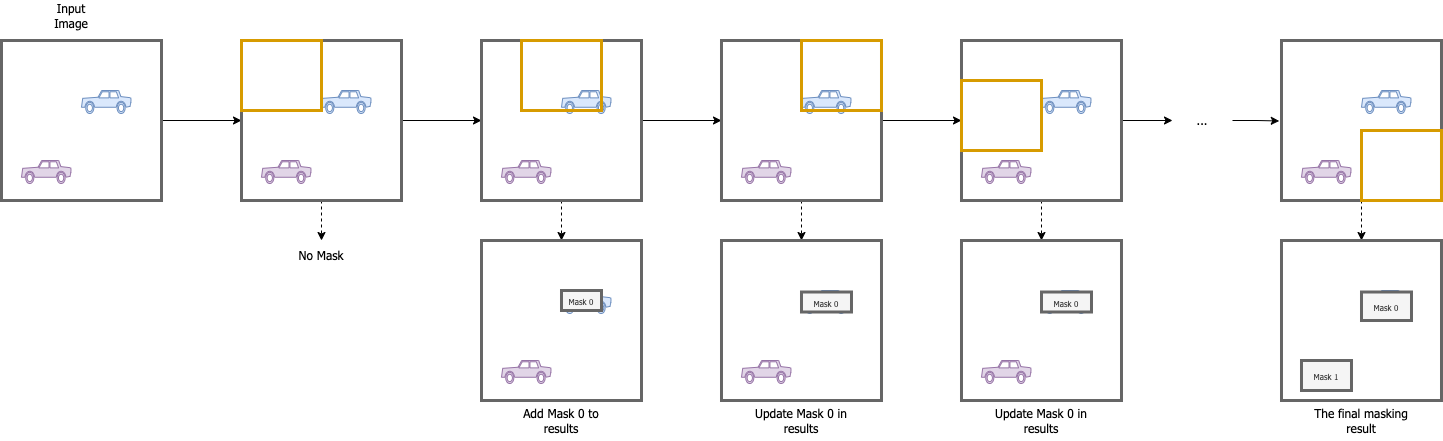 Input
Image
...
No Mask
Mask 0
Mask 0
Mask 0
Mask 0
Mask 1
Add Mask 0 to
results
Update Mask 0 in
results
Update Mask 0 in
results
The final masking
result